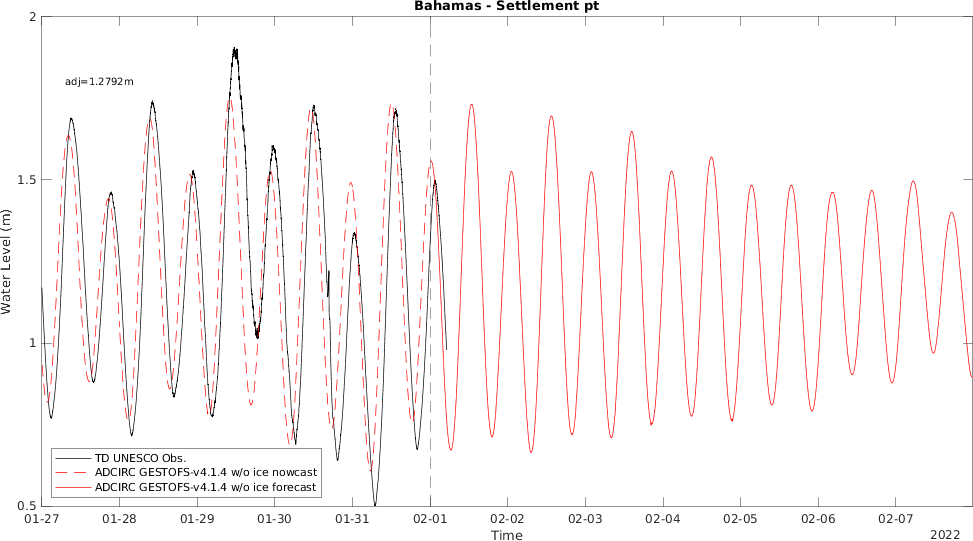 Bahamas - Settlement pt
2
adj=1.2792m
1.5
Water Level (m)
1
TD UNESCO Obs.
ADCIRC GESTOFS-v4.1.4 w/o ice nowcast
ADCIRC GESTOFS-v4.1.4 w/o ice forecast
0.5
01-27 01-28 01-29 01-30 01-31 02-01 02-02 02-03 02-04 02-05 02-06 02-07
Time
2022